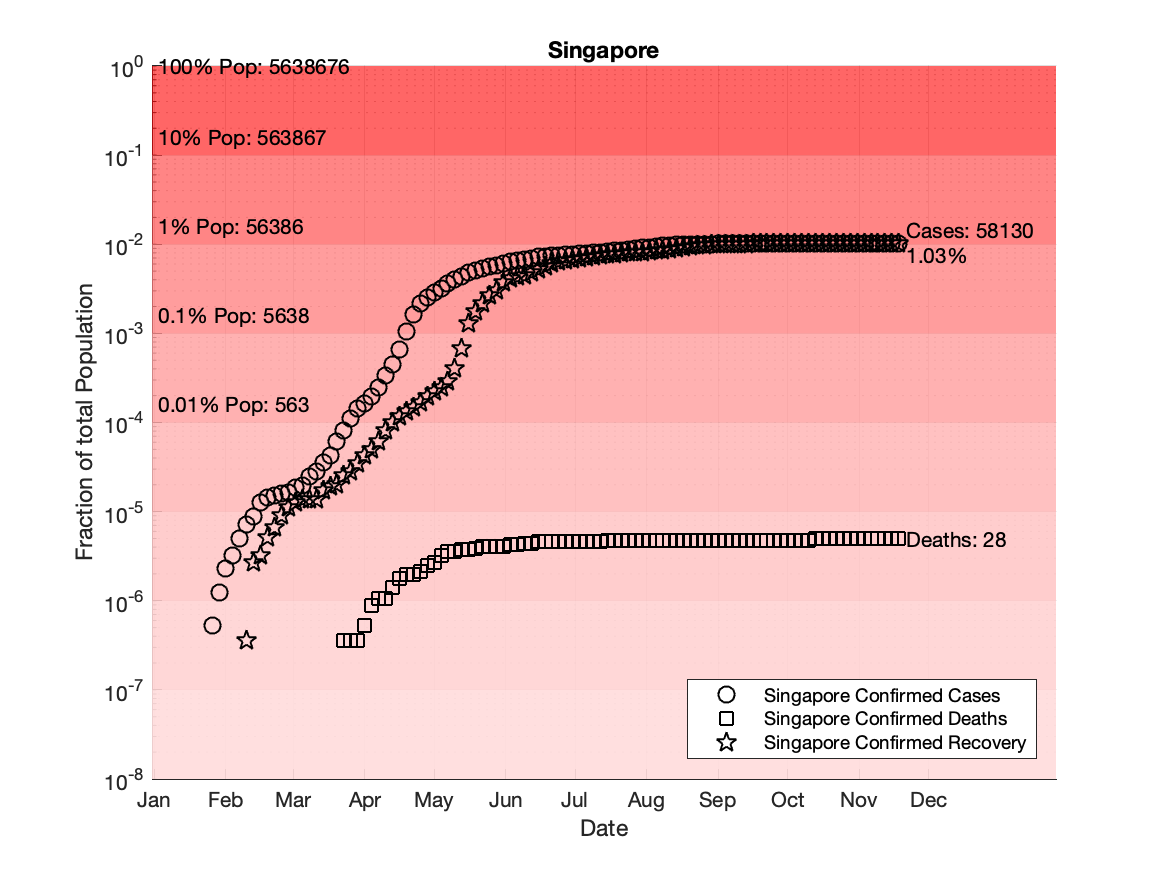 Singapore
10^0
100% Pop: 5638676
10% Pop: 563867
10^-1
1% Pop: 56386
Cases: 58130
10^-2
1.03%
0.1% Pop: 5638
10^-3
0.01% Pop: 563
10^-4
10^-5
Deaths: 28
10^-6
10^-7
10^-8
Fraction of total Population
Singapore Confirmed Cases
Singapore Confirmed Deaths
Singapore Confirmed Recovery
Jan Feb Mar Apr May Jun Jul Aug Sep Oct Nov Dec
Date